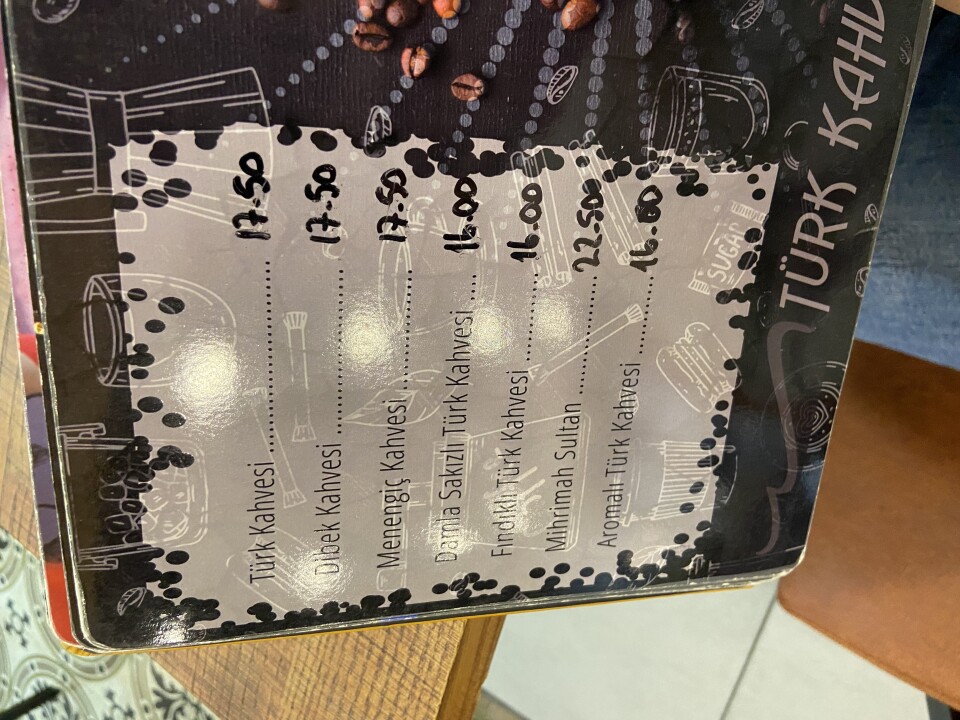 Türk Kahvesi ........................ 17.50
Dibek Kahvesi ........................ 17.50
Menengiç Kahvesi .................. 17.50
Damla Sakızlı Türk Kahvesi ..... 16.00
Fındıklı Türk Kahvesi .............. 16.00
Mihrimah Sultan .................... 22.50
Aromalı Türk Kahvesi ............. 16.00
SUGAR
TÜRK KAHV